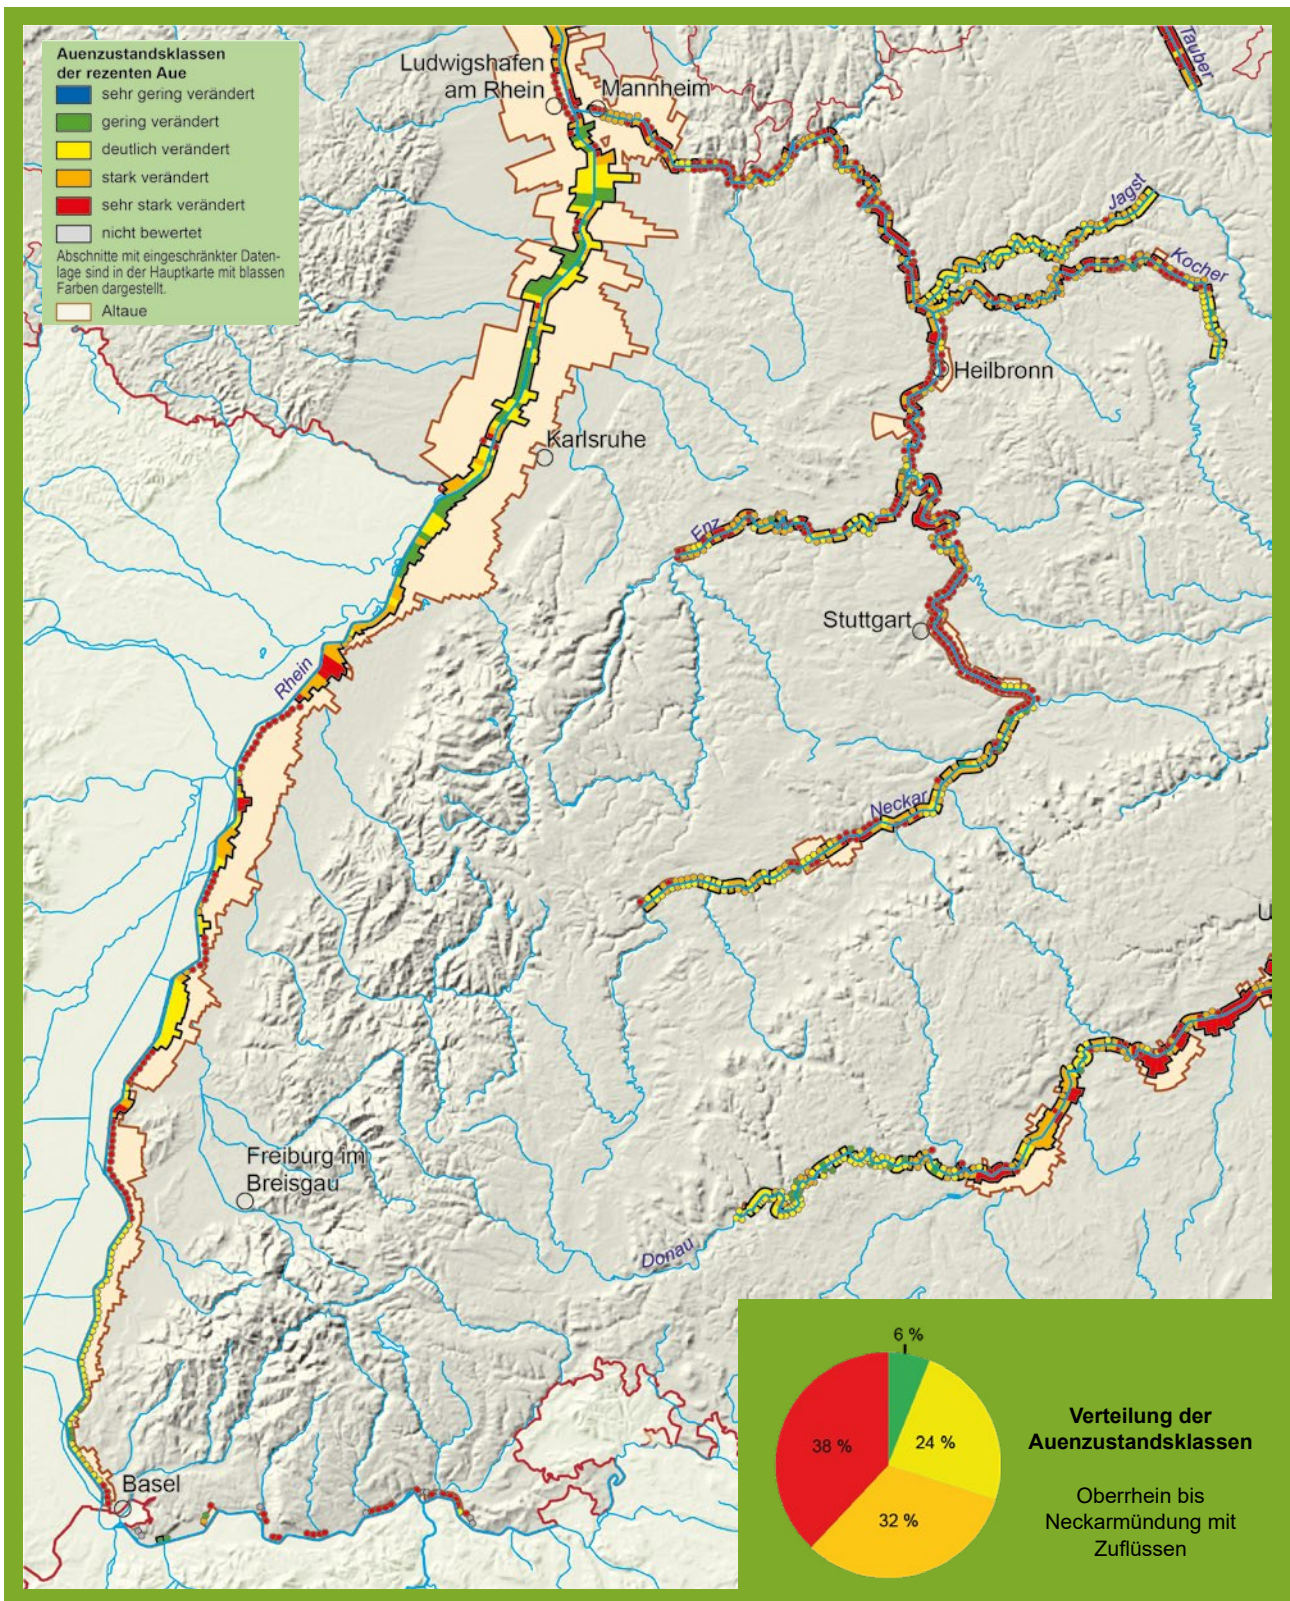 Auenzustandsklassen
der rezenten Aue
sehr gering verändert
gering verändert
deutlich verändert
stark verändert
sehr stark verändert
nicht bewertet
Abschnitte mit eingeschränkter Daten-
lage sind in der Hauptkarte mit blassen
Farben dargestellt.
Altaue
Ludwigshafen
am Rhein
Mannheim
Tauber
Jagst
Kocher
Heilbronn
Karlsruhe
Enz
Stuttgart
Rhein
Neckar
U
Freiburg im
Breisgau
Donau
Basel
6 %
24 %
38 %
32 %
Verteilung der
Auenzustandsklassen
Oberrhein bis
Neckarmündung mit
Zuflüssen